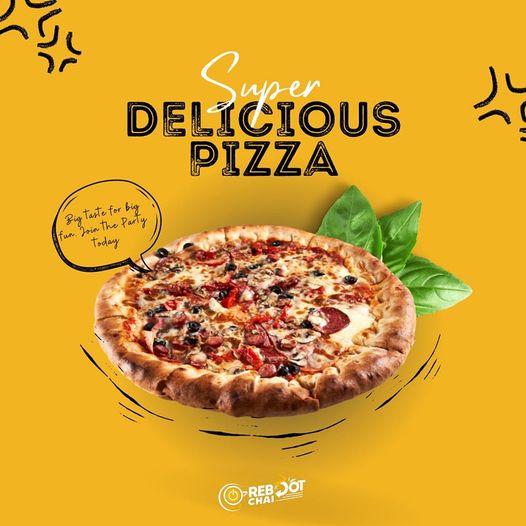 Super
DELICIOUS
PIZZA
Big taste for big
fun. Join the Party
today
REBOOT
CHAI